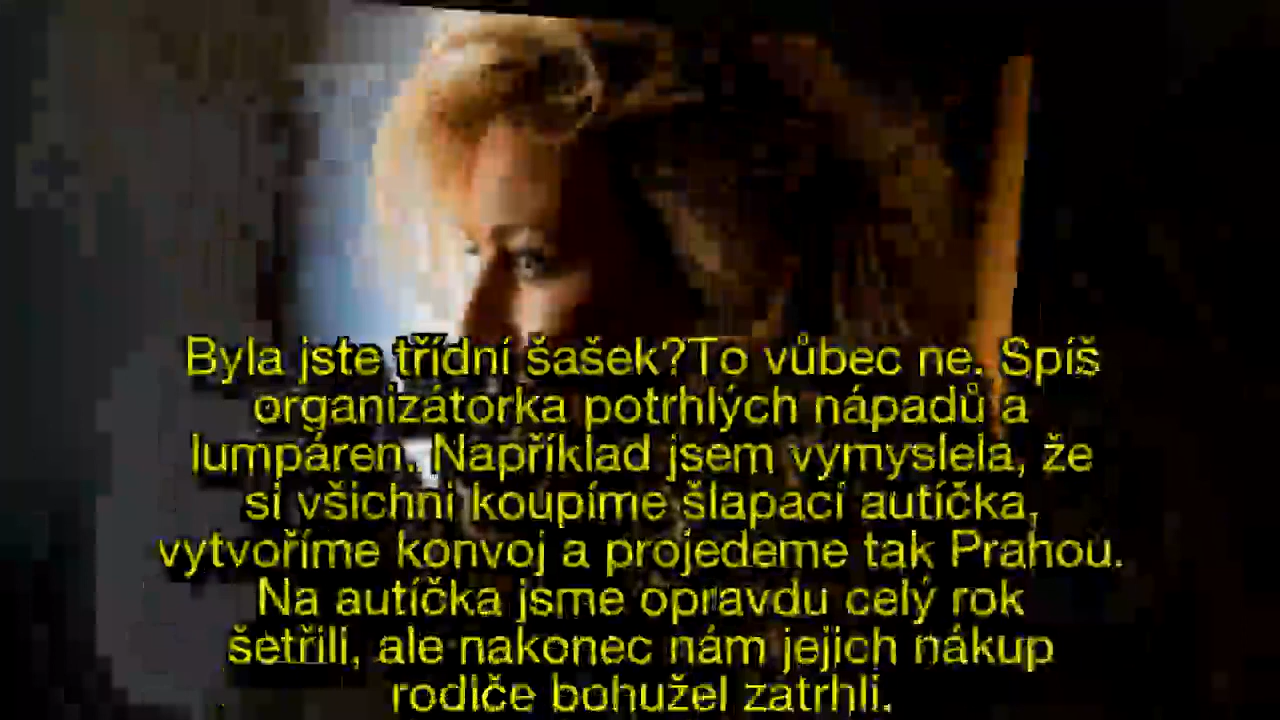 Byla jste třídní šašek?To vůbec ne. Spíš
organizátorka potrhlých nápadů a
lumpáren. Například jsem vymyslela, že
si všichni koupíme šlapací autíčka,
vytvoříme konvoj a projedeme tak Prahou.
Na autíčka jsme opravdu celý rok
šetřili, ale nakonec nám jejich nákup
rodiče bohužel zatrhli.